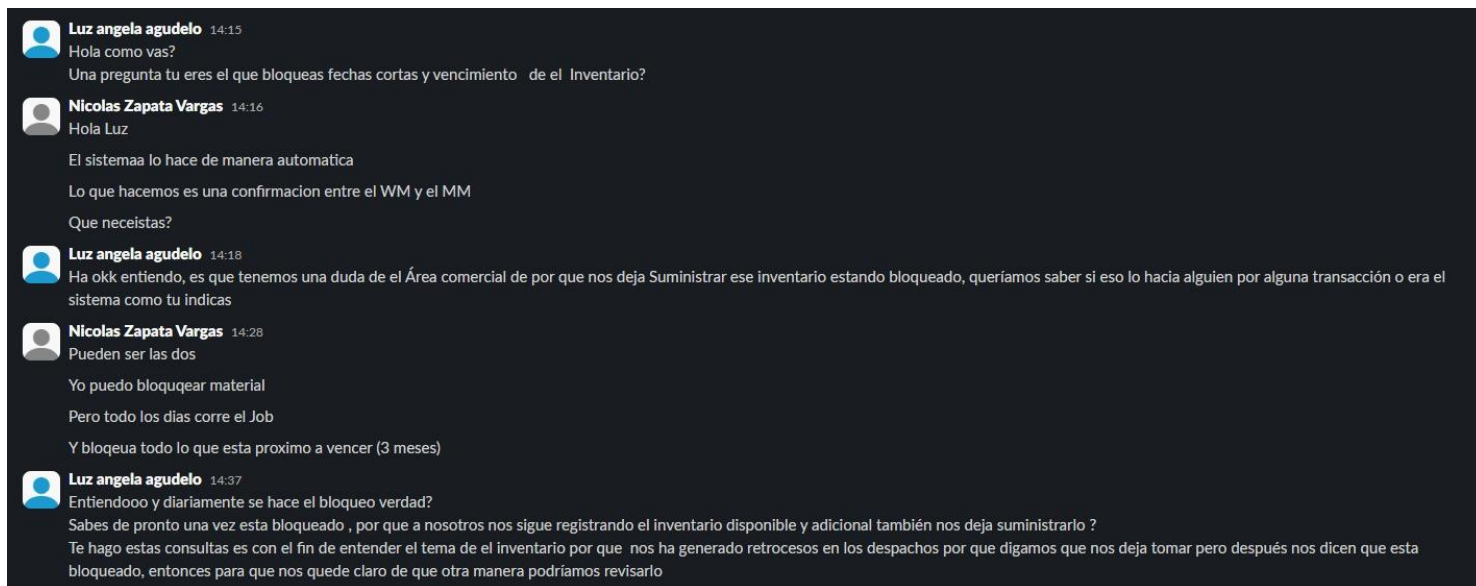 Luz angela agudelo 14:15
Hola como vas?
Una pregunta tu eres el que bloqueas fechas cortas y vencimiento de el Inventario?
Nicolas Zapata Vargas 14:16
Hola Luz
El sistemaa lo hace de manera automatica
Lo que hacemos es una confirmacion entre el WM y el MM
Que neceistas?
Luz angela agudelo 14:18
Ha okk entiendo, es que tenemos una duda de el Área comercial de por que nos deja Suministrar ese inventario estando bloqueado, queríamos saber si eso lo hacia alguien por alguna transacción o era el
sistema como tu indicas
Nicolas Zapata Vargas 14:28
Pueden ser las dos
Yo puedo bloquqear material
Pero todo los dias corre el Job
Y bloqeua todo lo que esta proximo a vencer (3 meses)
Luz angela agudelo 14:37
Entiendooo y diariamente se hace el bloqueo verdad?
Sabes de pronto una vez esta bloqueado , por que a nosotros nos sigue registrando el inventario disponible y adicional también nos deja suministrarlo ?
Te hago estas consultas es con el fin de entender el tema de el inventario por que nos ha generado retrocesos en los despachos por que digamos que nos deja tomar pero después nos dicen que esta
bloqueado, entonces para que nos quede claro de que otra manera podríamos revisarlo